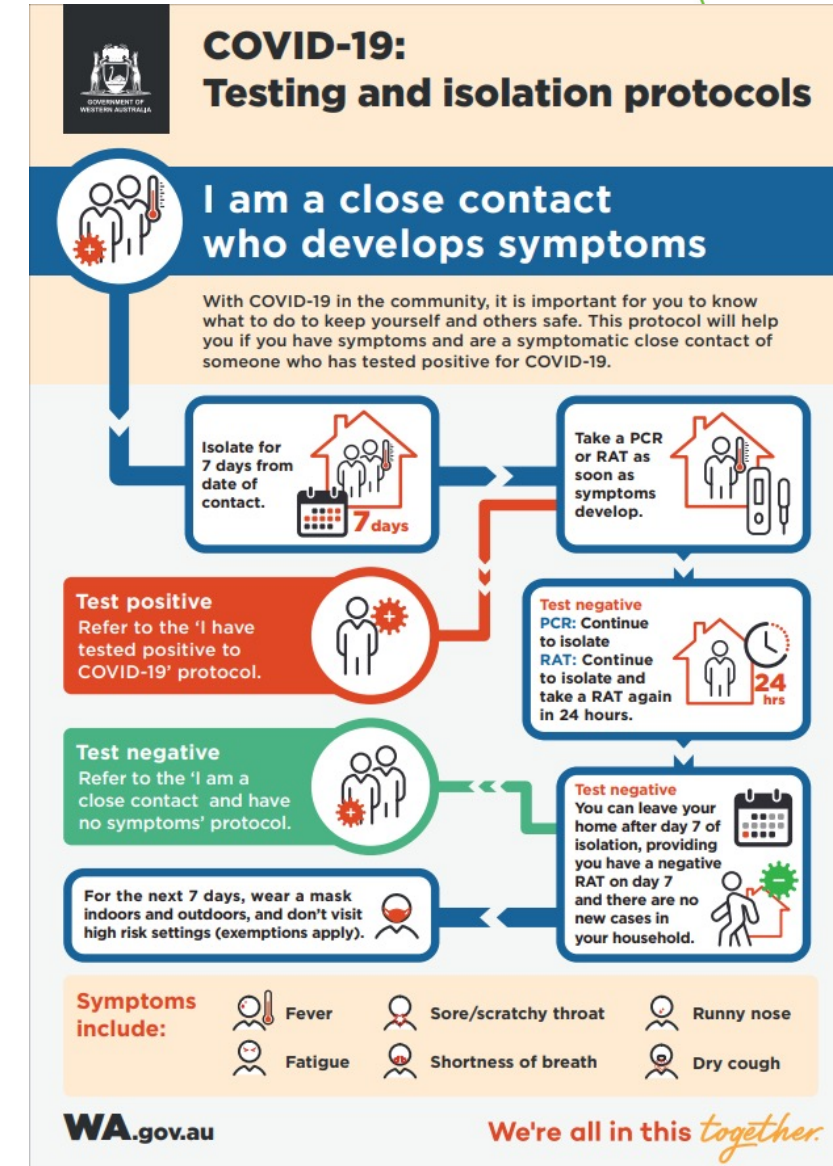 GOVERNMENT OF
WESTERN AUSTRALIA
COVID-19:
Testing and isolation protocols
I am a close contact
who develops symptoms
With COVID-19 in the community, it is important for you to know
what to do to keep yourself and others safe. This protocol will help
you if you have symptoms and are a symptomatic close contact of
someone who has tested positive for COVID-19.
Isolate for
7 days from
date of
contact.
7 days
Take a PCR
or RAT as
soon as
symptoms
develop.
Test positive
Refer to the ‘I have
tested positive to
COVID-19’ protocol.
Test negative
PCR: Continue
to isolate
RAT: Continue
to isolate and
take a RAT again
in 24 hours.
24
hrs
Test negative
Refer to the ‘I am a
close contact and have
no symptoms’ protocol.
Test negative
You can leave your
home after day 7 of
isolation, providing
you have a negative
RAT on day 7
and there are no
new cases in
your household.
For the next 7 days, wear a mask
indoors and outdoors, and don’t visit
high risk settings (exemptions apply).
Symptoms
include:
Fever
Sore/scratchy throat
Runny nose
Fatigue
Shortness of breath
Dry cough
WA.gov.au
We're all in this together.